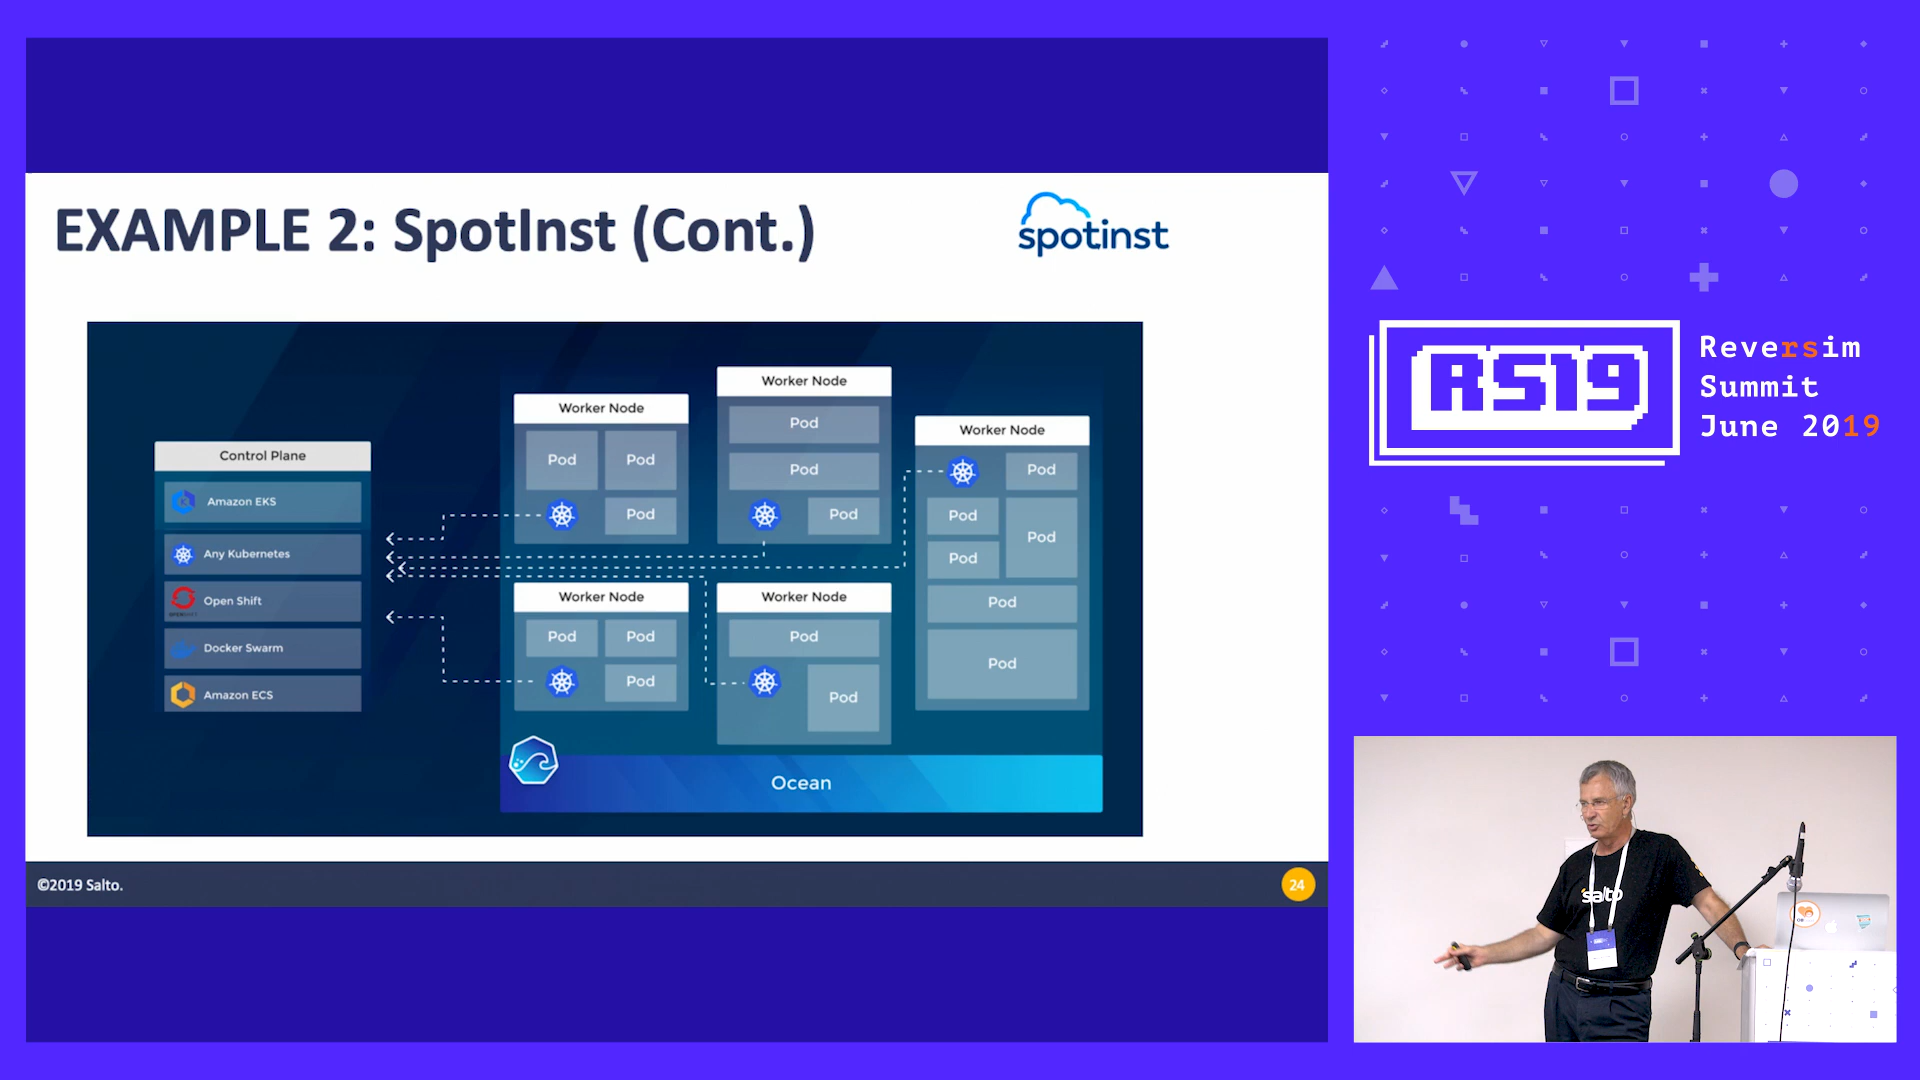 EXAMPLE 2: SpotInst (Cont.)
spotinst
Control Plane
Amazon EKS
Any Kubernetes
Open Shift
Docker Swarm
Amazon ECS
Worker Node
Pod
Pod
Pod
Worker Node
Pod
Pod
Pod
Worker Node
Pod
Pod
Pod
Pod
Pod
Pod
Worker Node
Pod
Pod
Pod
Worker Node
Pod
Pod
Ocean
©2019 Salto.
24
RS19
Reversim
Summit
June 2019
salto